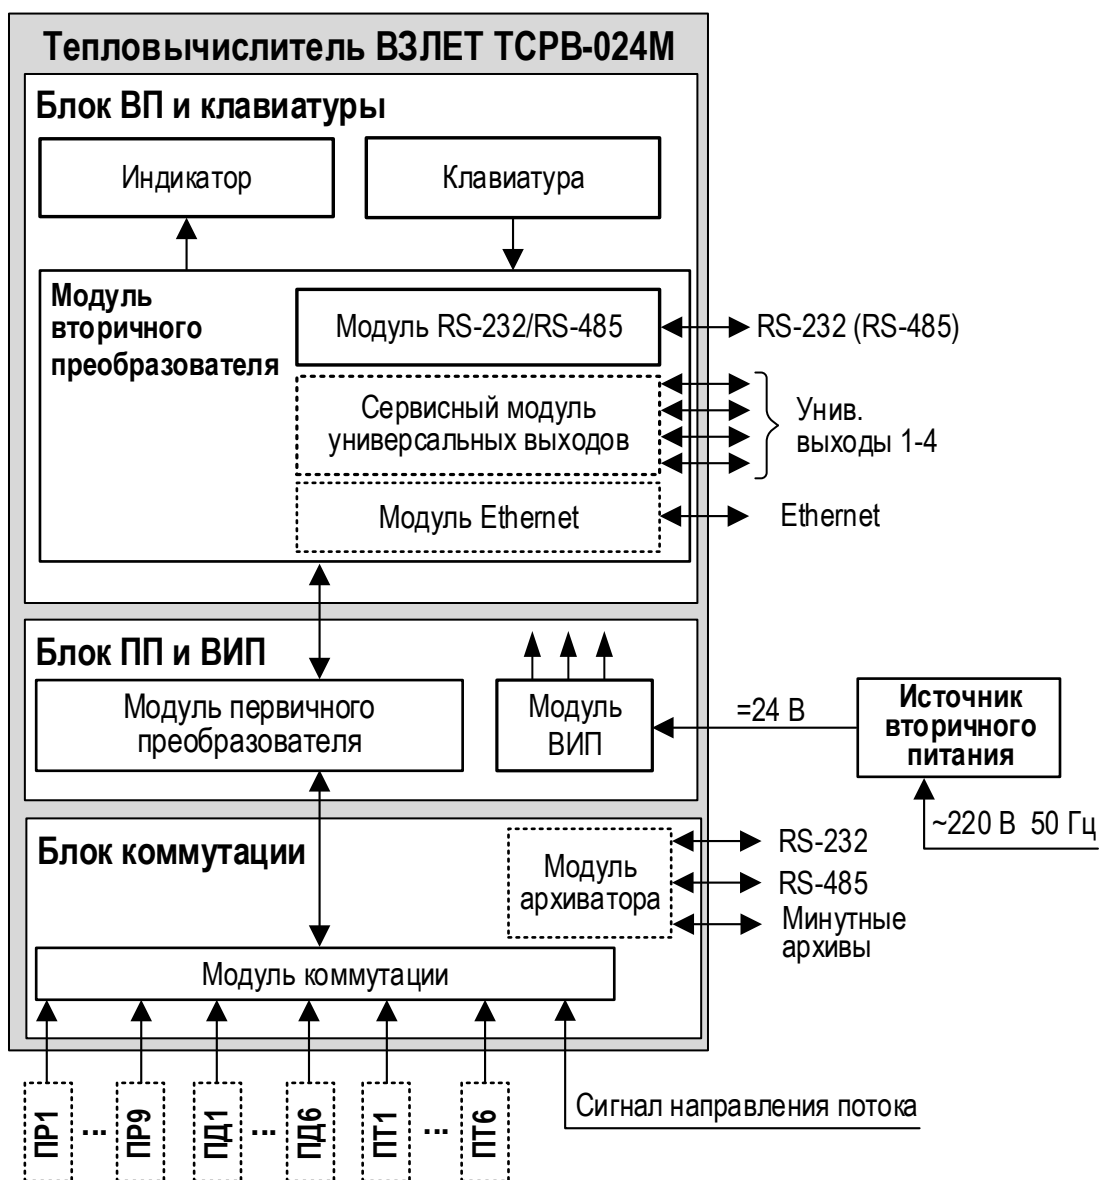 Тепловычислитель ВЗЛЕТ ТСРВ-024М
Блок ВП и клавиатуры
Индикатор
Клавиатура
Модуль
вторичного
преобразователя
Модуль RS-232/RS-485
RS-232 (RS-485)
Сервисный модуль
универсальных выходов
Унив.
выходы 1-4
Модуль Ethernet
Ethernet
Блок ПП и ВИП
Модуль первичного
преобразователя
Модуль
ВИП
=24 В
Источник
вторичного
питания
~220 В 50 Гц
Блок коммутации
Модуль
архиватора
RS-232
RS-485
Минутные
архивы
Модуль коммутации
ПР1
...
ПР9
ПД1
...
ПД6
ПТ1
...
ПТ6
Сигнал направления потока